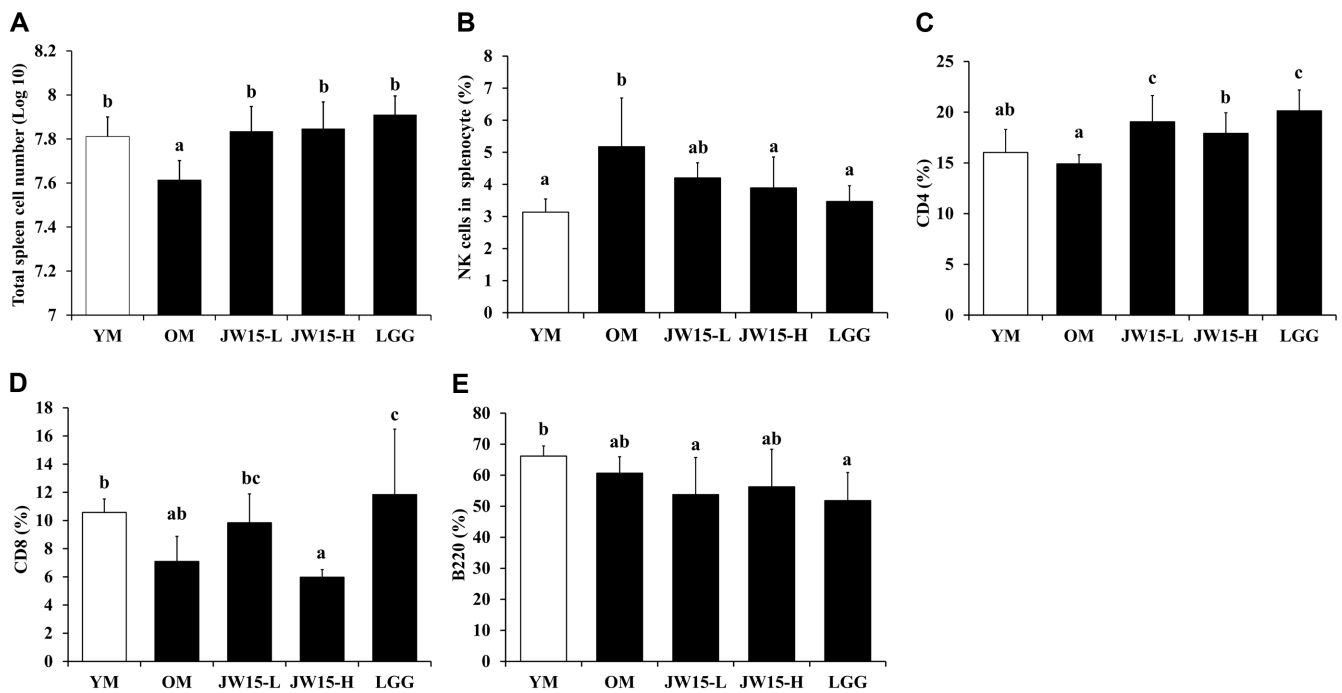 A
Total spleen cell number (Log 10)
8.2
8
7.8
7.6
7.4
7.2
7
b
a
b
b
b
YM OM JW15-L JW15-H LGG
B
NK cells in splenocyte (%)
8
7
6
5
4
3
2
1
0
a
b
ab
a
a
YM OM JW15-L JW15-H LGG
C
CD4 (%)
25
20
15
10
5
0
ab
a
c
b
c
YM OM JW15-L JW15-H LGG
D
CD8 (%)
18
16
14
12
10
8
6
4
2
0
b
ab
bc
a
c
YM OM JW15-L JW15-H LGG
E
B220 (%)
80
70
60
50
40
30
20
10
0
b
ab
a
ab
a
YM OM JW15-L JW15-H LGG